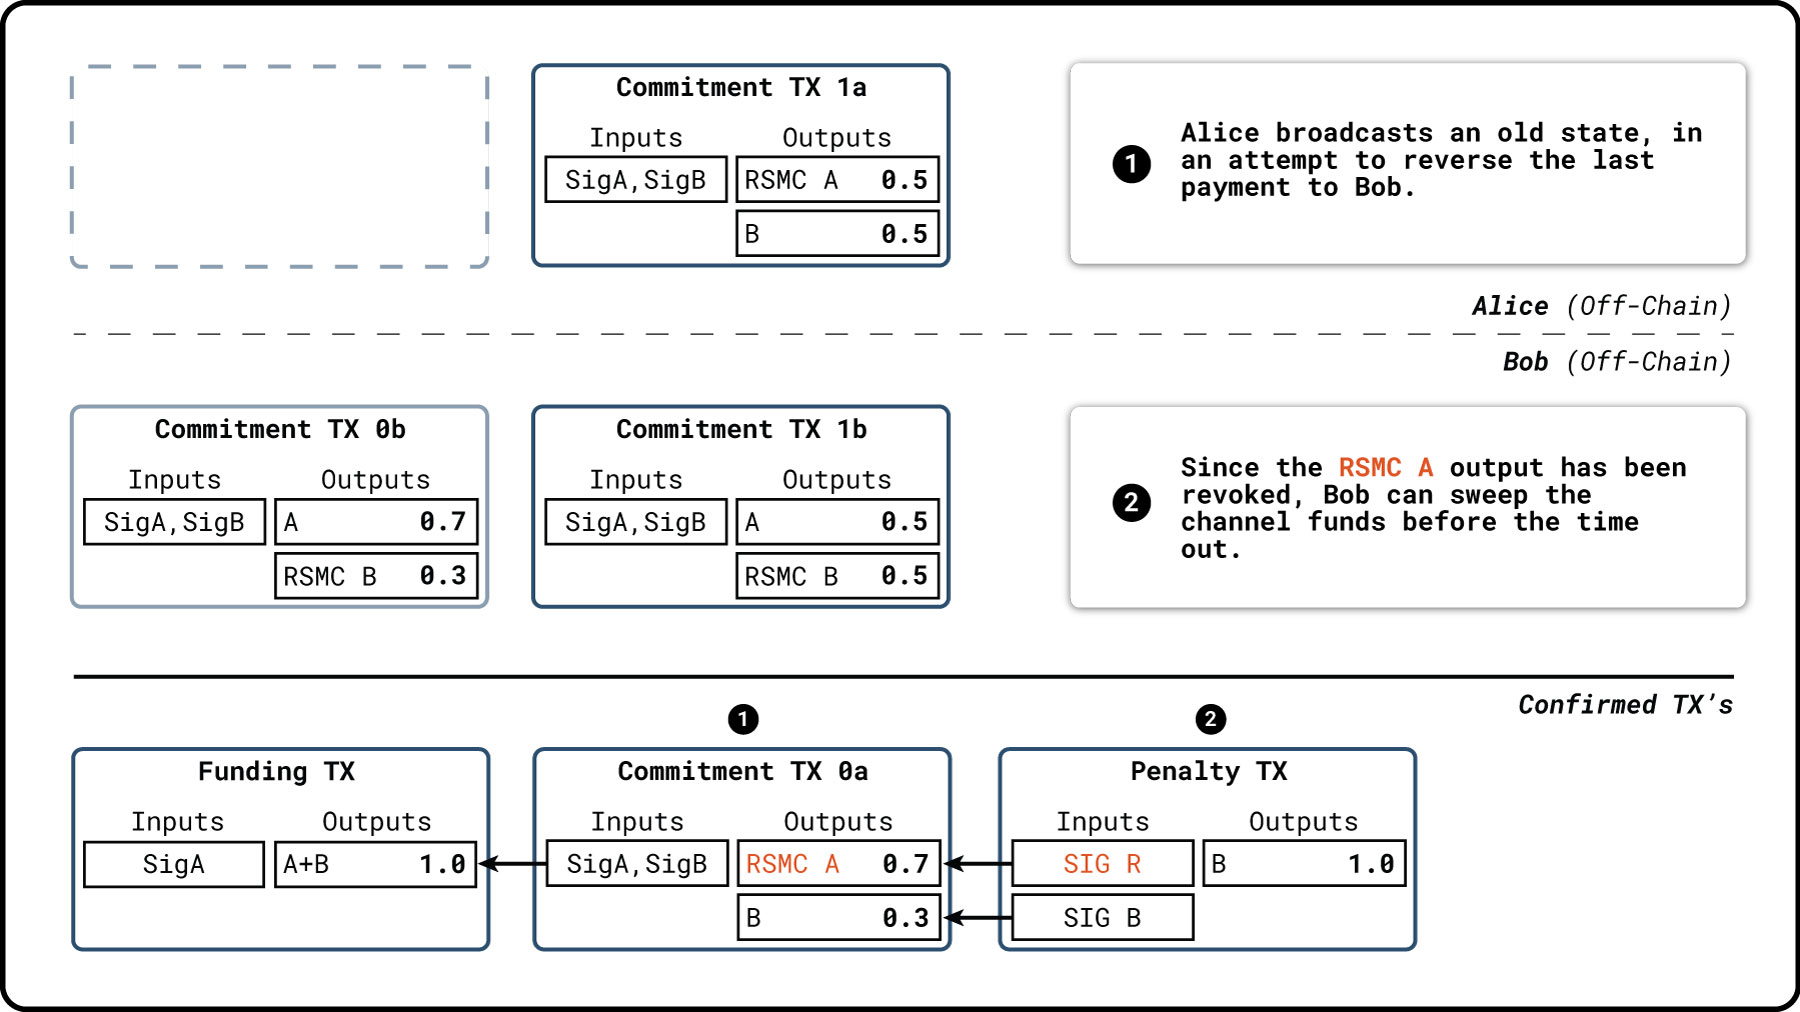 Commitment TX 1a
Inputs Outputs
SigA,SigB RSMC A 0.5
B 0.5
1
Alice broadcasts an old state, in
an attempt to reverse the last
payment to Bob.
Alice (Off-Chain)
Bob (Off-Chain)
Commitment TX 0b
Inputs Outputs
SigA,SigB A 0.7
RSMC B 0.3
Commitment TX 1b
Inputs Outputs
SigA,SigB A 0.5
RSMC B 0.5
2
Since the RSMC A output has been
revoked, Bob can sweep the
channel funds before the time
out.
Confirmed TX’s
1
2
Funding TX
Inputs Outputs
SigA A+B 1.0
Commitment TX 0a
Inputs Outputs
SigA,SigB RSMC A 0.7
B 0.3
Penalty TX
Inputs Outputs
SIG R B 1.0
SIG B